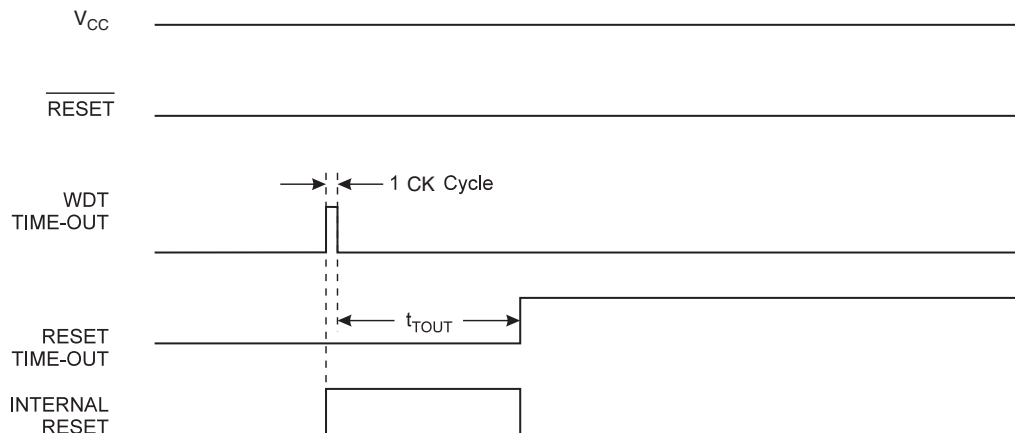 VCC
RESET
1 CK Cycle
WDT
TIME-OUT
tTOUT
RESET
TIME-OUT
INTERNAL
RESET